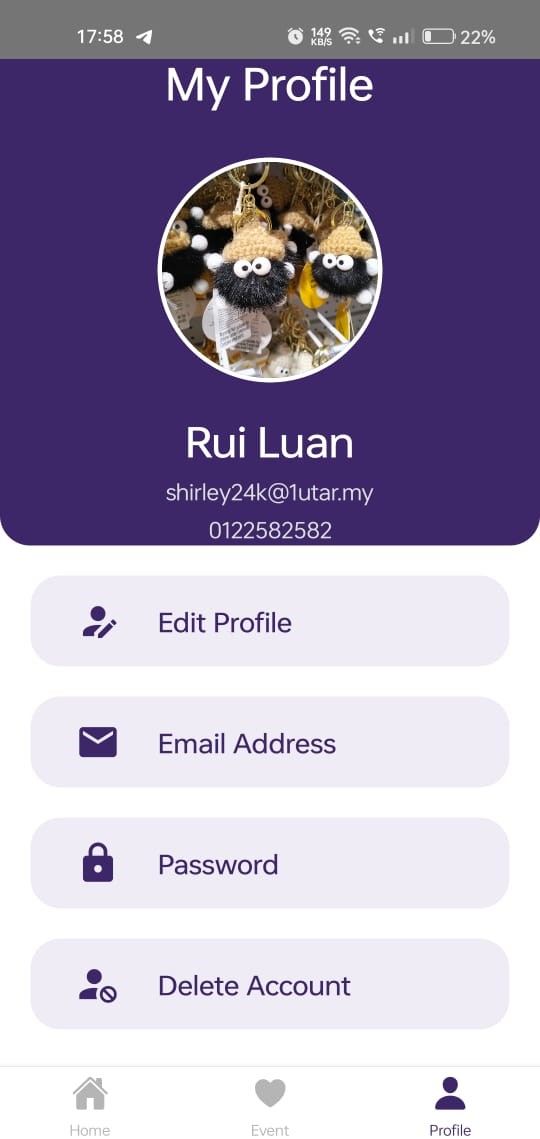 17:58 149 KB/S 22%
My Profile
Rui Luan
shirley24k@1utar.my
0122582582
Edit Profile
Email Address
Password
Delete Account
Home Event Profile